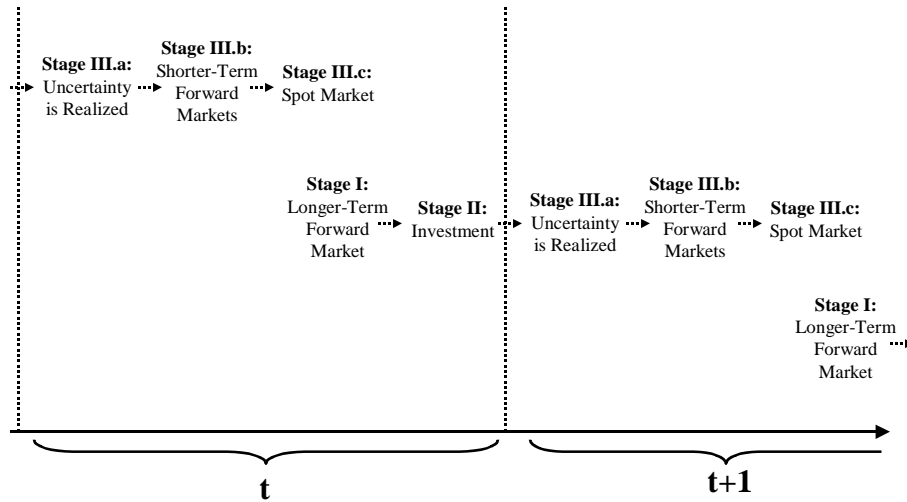 Stage III.a:
Uncertainty
is Realized
Stage III.b:
Shorter-Term
Forward
Markets
Stage III.c:
Spot Market
Stage I:
Longer-Term
Forward
Market
Stage II:
Investment
Stage III.a:
Uncertainty
is Realized
Stage III.b:
Shorter-Term
Forward
Markets
Stage III.c:
Spot Market
Stage I:
Longer-Term
Forward
Market
t
t+1